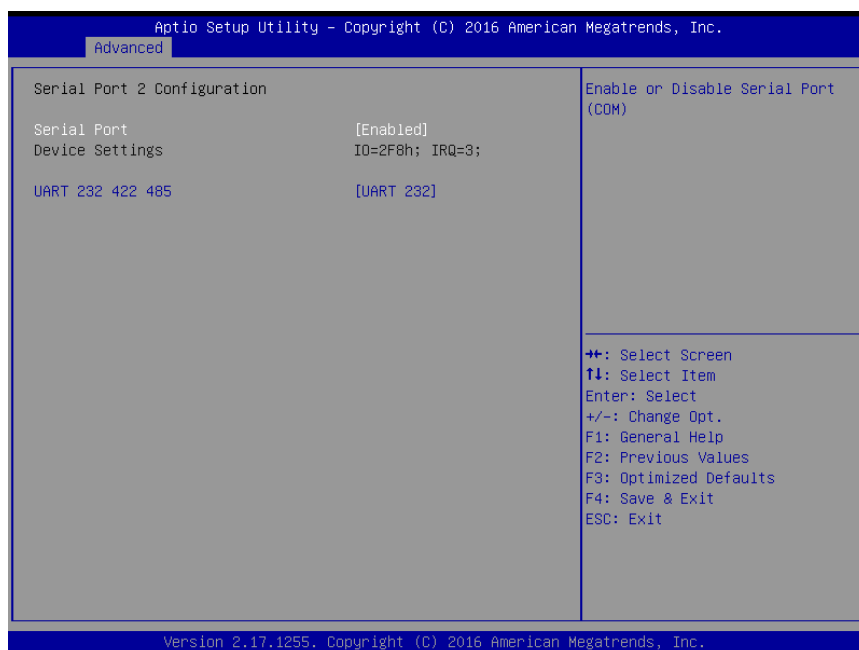 Aptio Setup Utility – Copyright (C) 2016 American Megatrends, Inc.
Advanced
Serial Port 2 Configuration
Serial Port [Enabled]
Device Settings IO=2F8h; IRQ=3;
UART 232 422 485 [UART 232]
Enable or Disable Serial Port
(COM)
→←: Select Screen
↑↓: Select Item
Enter: Select
+/-: Change Opt.
F1: General Help
F2: Previous Values
F3: Optimized Defaults
F4: Save & Exit
ESC: Exit
Version 2.17.1255. Copyright (C) 2016 American Megatrends, Inc.